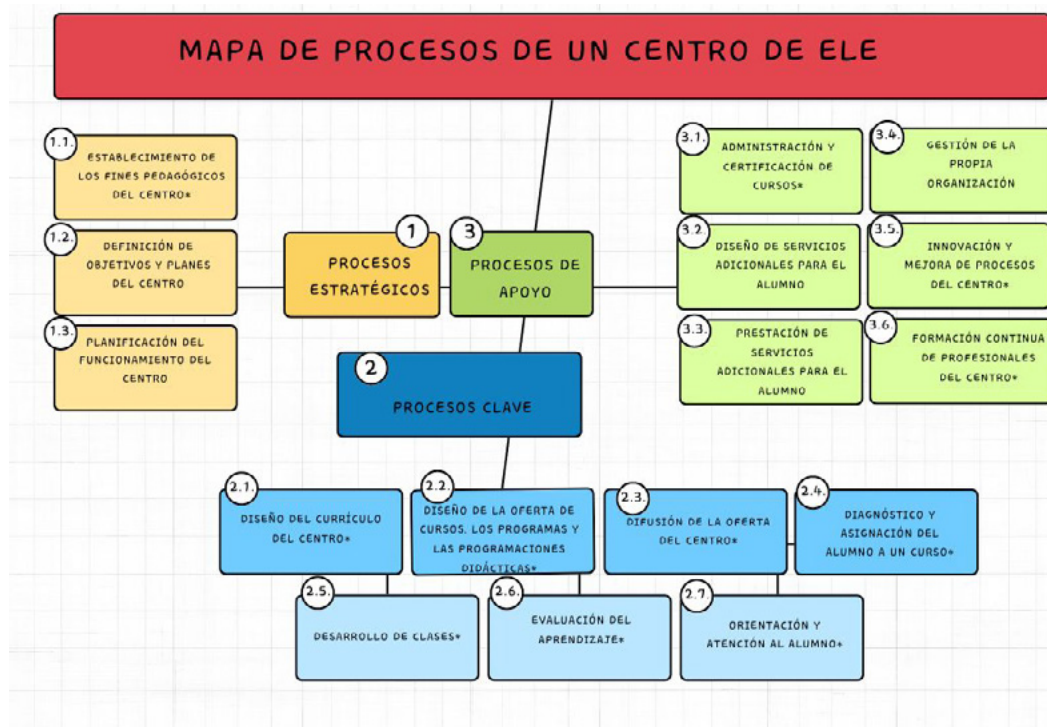 MAPA DE PROCESOS DE UN CENTRO DE ELE
1.1.
ESTABLECIMIENTO DE
LOS FINES PEDAGÓGICOS
DEL CENTRO*
1.2.
DEFINICIÓN DE
OBJETIVOS Y PLANES
DEL CENTRO
1.3.
PLANIFICACIÓN DEL
FUNCIONAMIENTO DEL
CENTRO
1
PROCESOS
ESTRATÉGICOS
3
PROCESOS DE
APOYO
3.1.
ADMINISTRACIÓN Y
CERTIFICACIÓN DE
CURSOS*
3.4.
GESTIÓN DE LA
PROPIA
ORGANIZACIÓN
3.2.
DISEÑO DE SERVICIOS
ADICIONALES PARA EL
ALUMNO
3.5.
INNOVACIÓN Y
MEJORA DE PROCESOS
DEL CENTRO*
3.3.
PRESTACIÓN DE
SERVICIOS
ADICIONALES PARA EL
ALUMNO
3.6.
FORMACIÓN CONTINUA
DE PROFESIONALES
DEL CENTRO*
2
PROCESOS CLAVE
2.1.
DISEÑO DEL CURRÍCULO
DEL CENTRO*
2.2.
DISEÑO DE LA OFERTA DE
CURSOS. LOS PROGRAMAS Y
LAS PROGRAMACIONES
DIDÁCTICAS*
2.3.
DIFUSIÓN DE LA OFERTA
DEL CENTRO*
2.4.
DIAGNÓSTICO Y
ASIGNACIÓN DEL
ALUMNO A UN CURSO*
2.5.
DESARROLLO DE CLASES*
2.6.
EVALUACIÓN DEL
APRENDIZAJE*
2.7.
ORIENTACIÓN Y
ATENCIÓN AL ALUMNO*